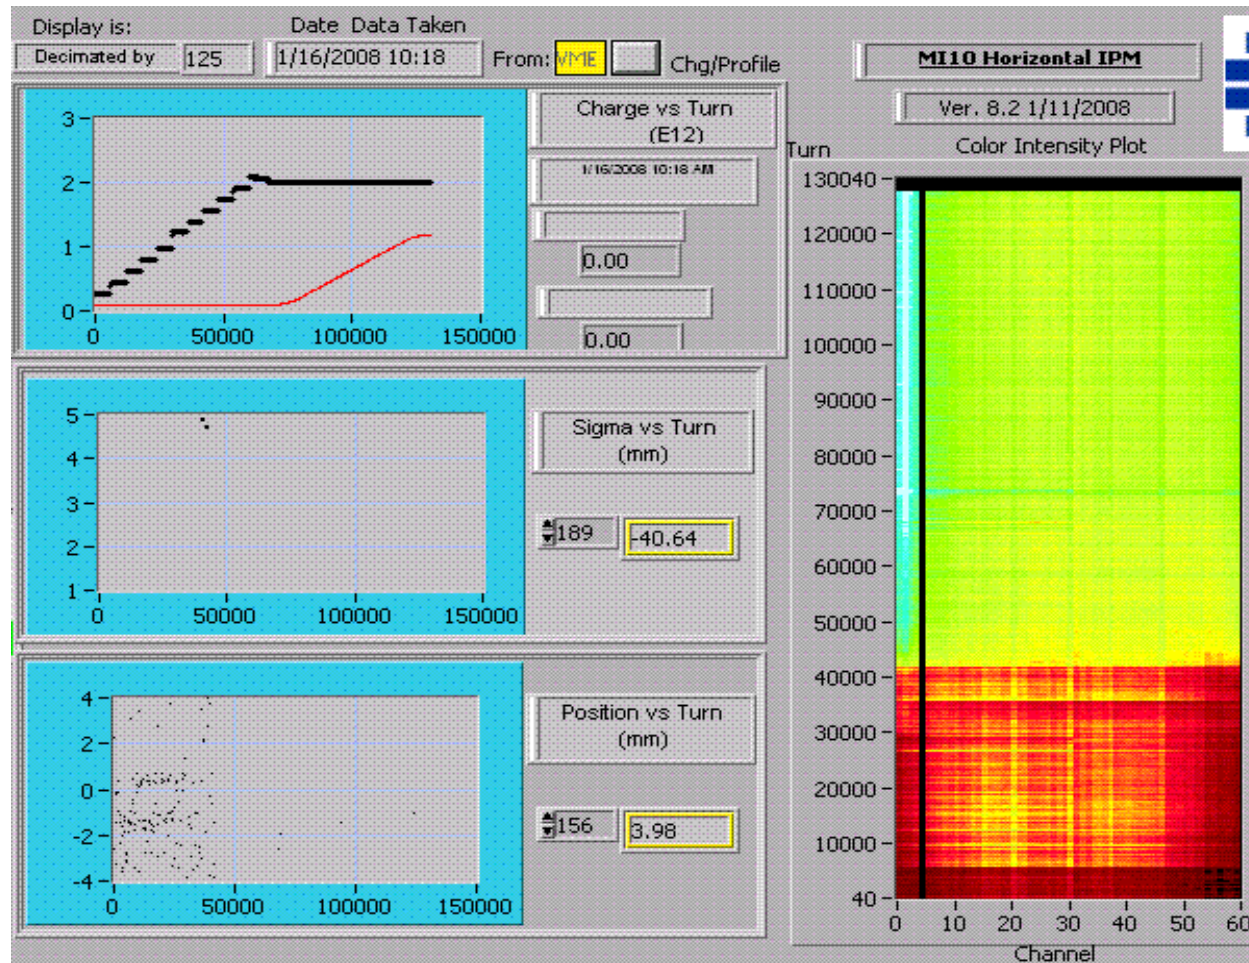 Display is:
Date Data Taken
Decimated by 125 1/16/2008 10:18 From: VME Chg/Profile
MI10 Horizontal IPM
Ver. 8.2 1/11/2008
Charge vs Turn
(E12)
1/16/2008 10:18 AM
0.00
0.00
3
2
1
0
0 50000 100000 150000
Sigma vs Turn
(mm)
189 -40.64
5
4
3
2
1
0 50000 100000 150000
Position vs Turn
(mm)
156 3.98
4
2
0
-2
-4
0 50000 100000 150000
Turn
Color Intensity Plot
130040
120000
110000
100000
90000
80000
70000
60000
50000
40000
30000
20000
10000
40
0 10 20 30 40 50 60
Channel